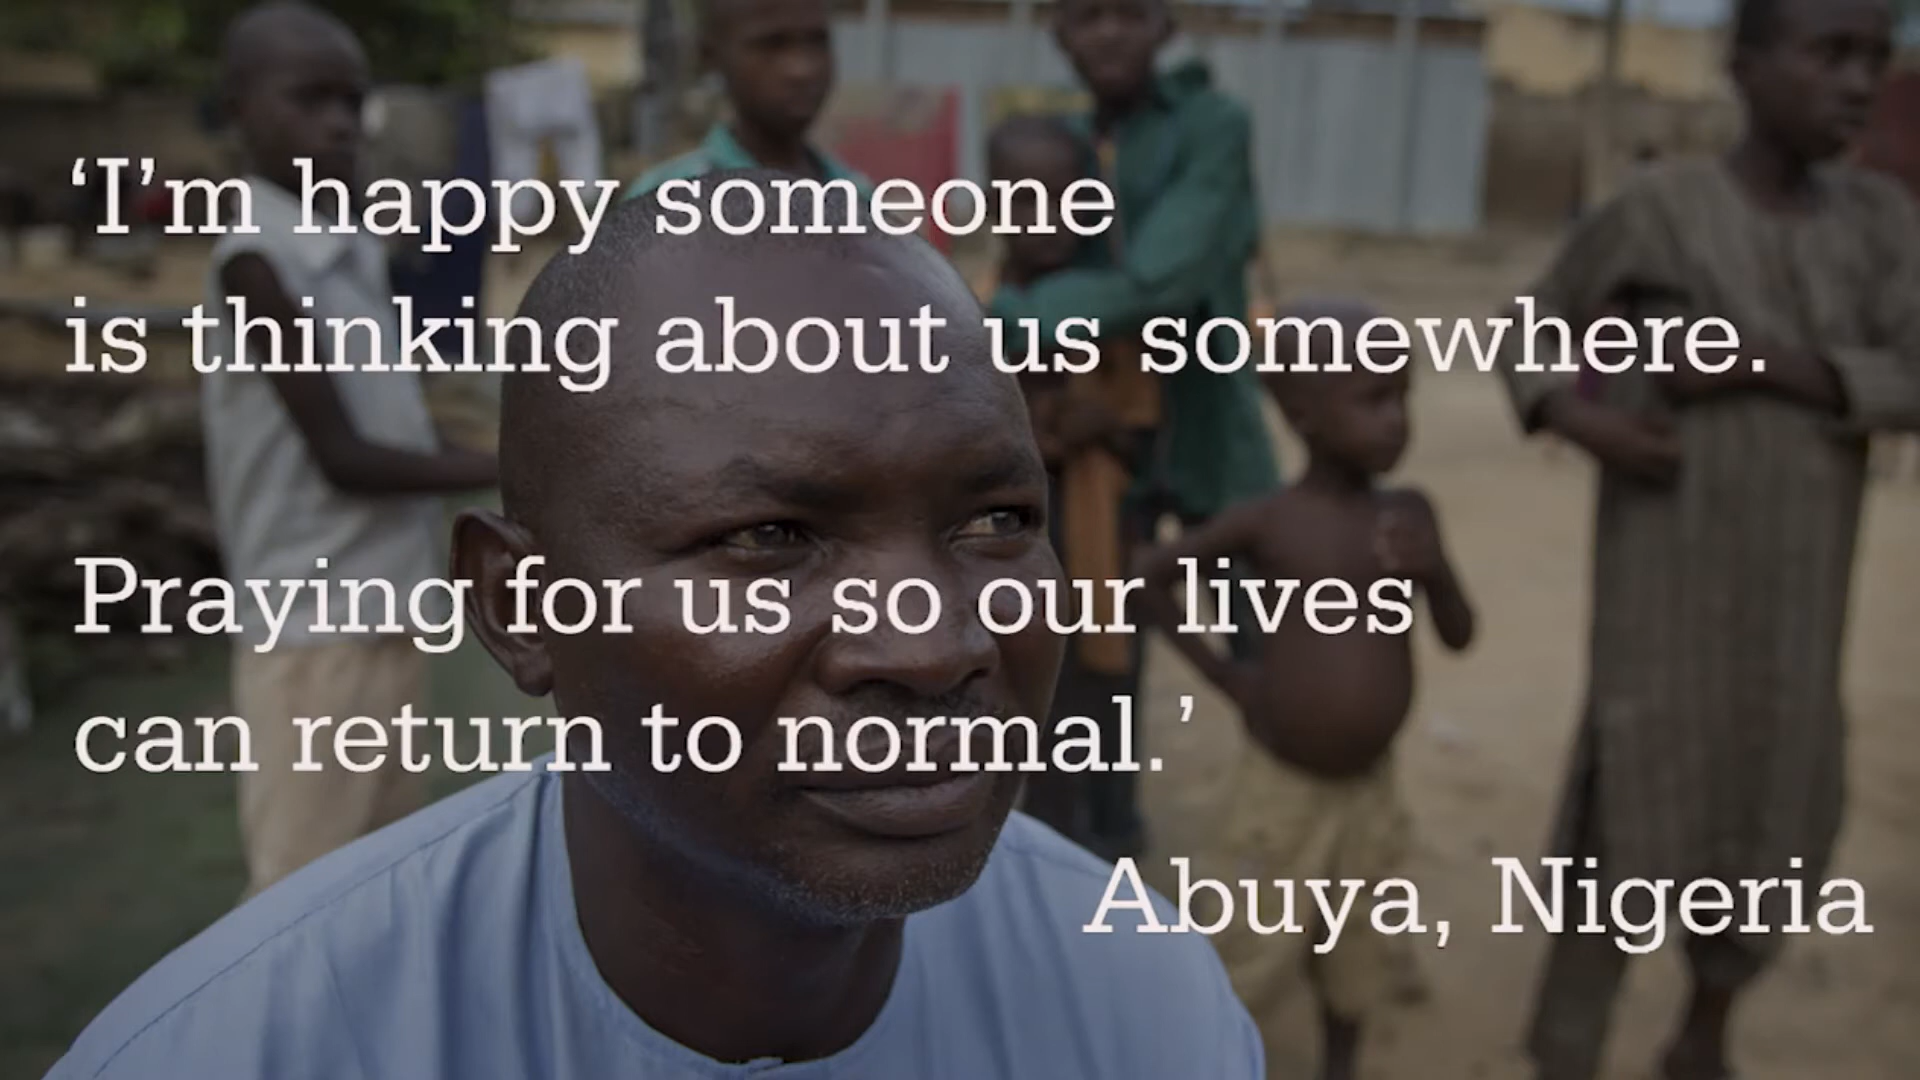 ‘I’m happy someone
is thinking about us somewhere.
Praying for us so our lives
can return to normal.’
Abuya, Nigeria